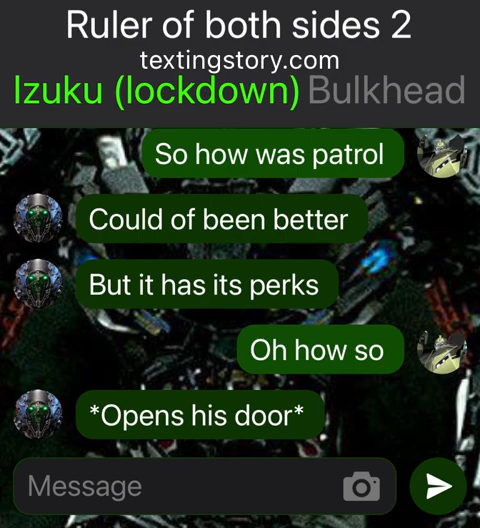 Ruler of both sides 2
textingstory.com
Izuku (lockdown) Bulkhead
So how was patrol
Could of been better
But it has its perks
Oh how so
*Opens his door*
Message